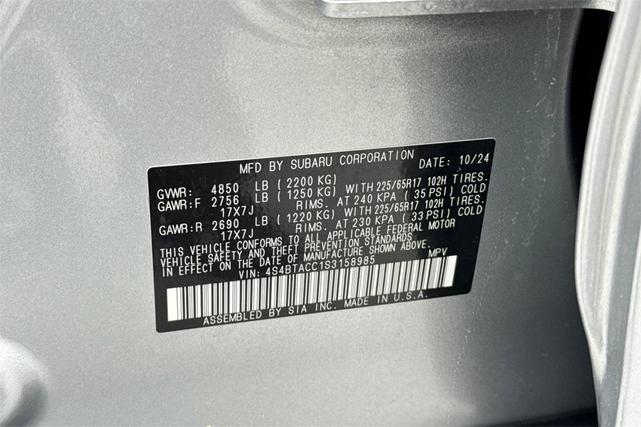 MFD BY SUBARU CORPORATION DATE: 10/24
GVWR: 4850 LB (2200 KG)
GAWR:F 2756 LB (1250 KG) WITH 225/65R17 102H TIRES.
17X7J RIMS. AT 240 KPA (35 PSI) COLD
GAWR:R 2690 LB (1220 KG) WITH 225/65R17 102H TIRES.
17X7J RIMS. AT 230 KPA (33 PSI) COLD
THIS VEHICLE CONFORMS TO ALL APPLICABLE FEDERAL MOTOR
VEHICLE SAFETY AND BUMPER STANDARDS
IN EFFECT ON THE DATE OF MANUFACTURE SHOWN ABOVE.
VIN: 4S4BTACC1S3158985 MPV
ASSEMBLED BY SIA INC. MADE IN U.S.A.